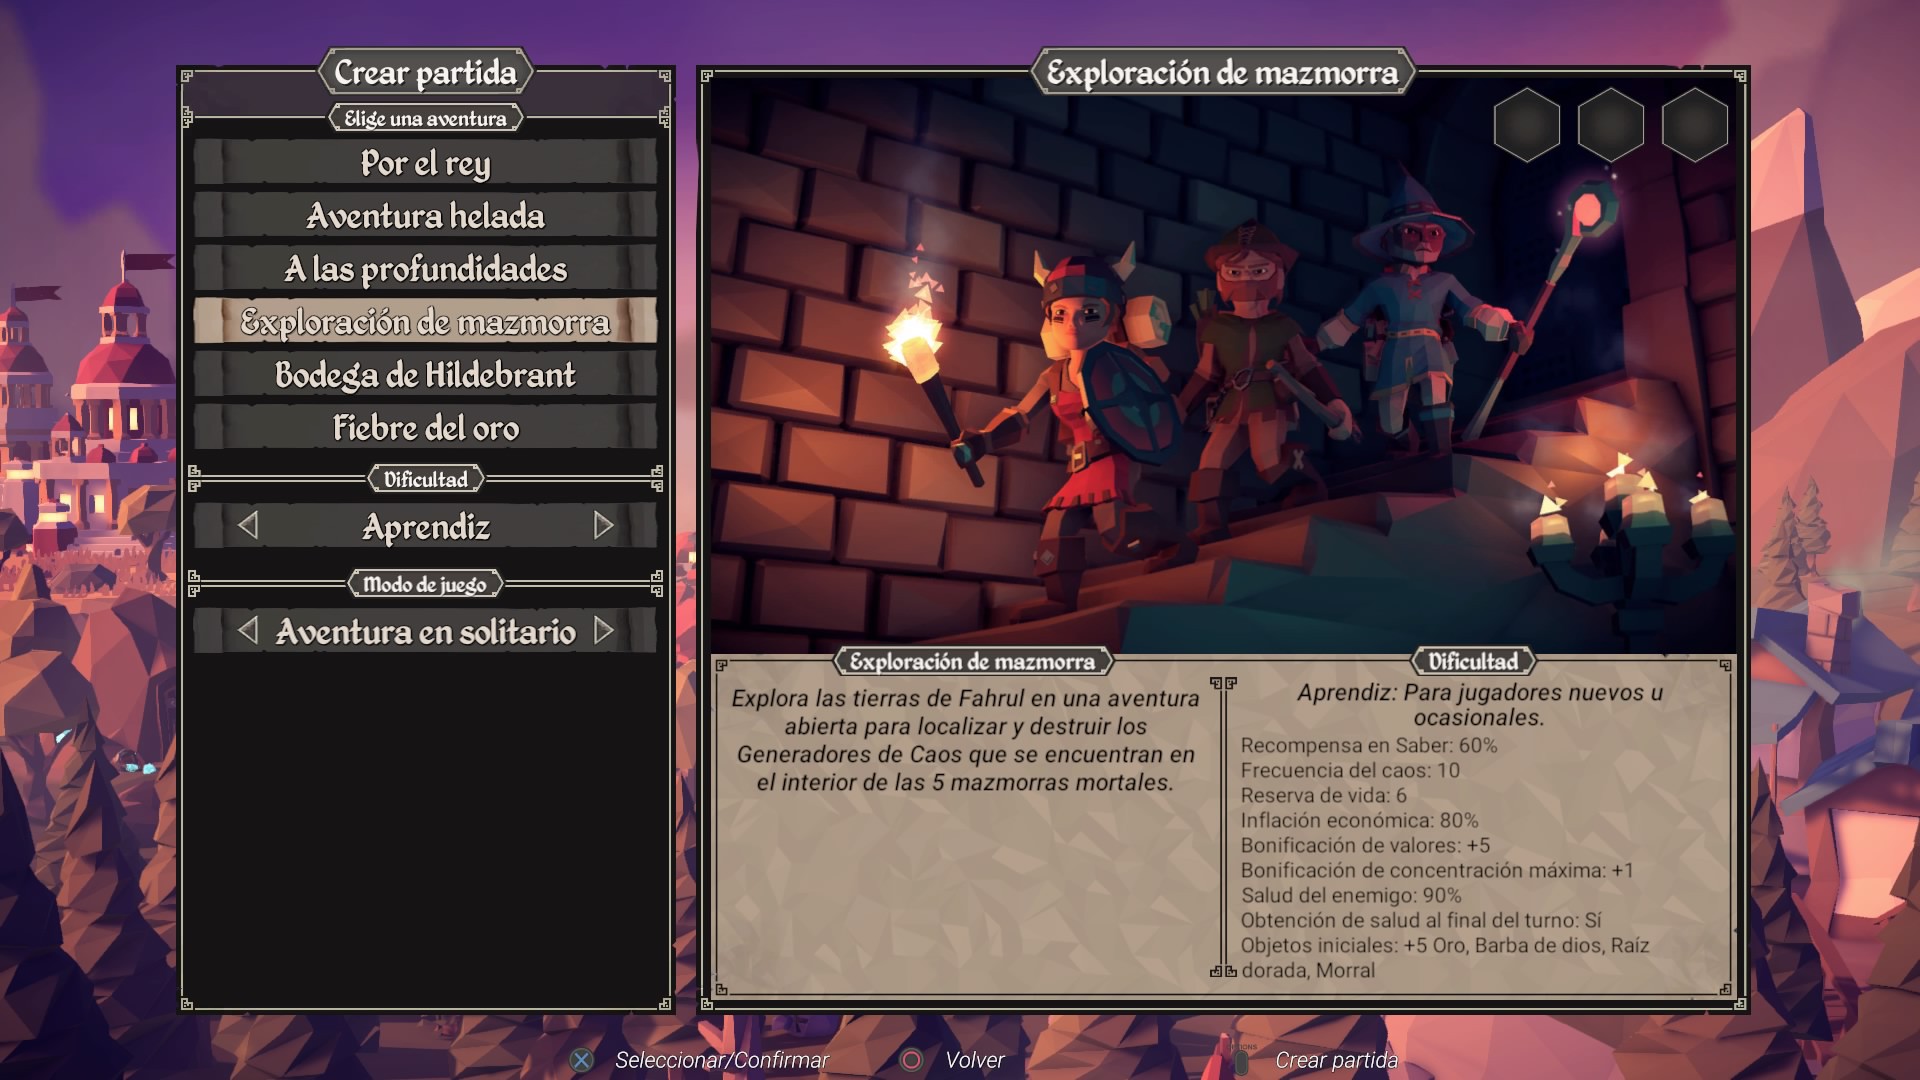 Crear partida
Elige una aventura
Por el rey
Aventura helada
A las profundidades
Exploración de mazmorra
Bodega de Hildebrant
Fiebre del oro
Dificultad
Aprendiz
Modo de juego
Aventura en solitario
Exploración de mazmorra
Exploración de mazmorra
Explora las tierras de Fahrul en una aventura
abierta para localizar y destruir los
Generadores de Caos que se encuentran en
el interior de las 5 mazmorras mortales.
Dificultad
Aprendiz: Para jugadores nuevos u
ocasionales.
Recompensa en Saber: 60%
Frecuencia del caos: 10
Reserva de vida: 6
Inflación económica: 80%
Bonificación de valores: +5
Bonificación de concentración máxima: +1
Salud del enemigo: 90%
Obtención de salud al final del turno: Sí
Objetos iniciales: +5 Oro, Barba de dios, Raíz
dorada, Morral
Seleccionar/Confirmar
Volver
Crear partida